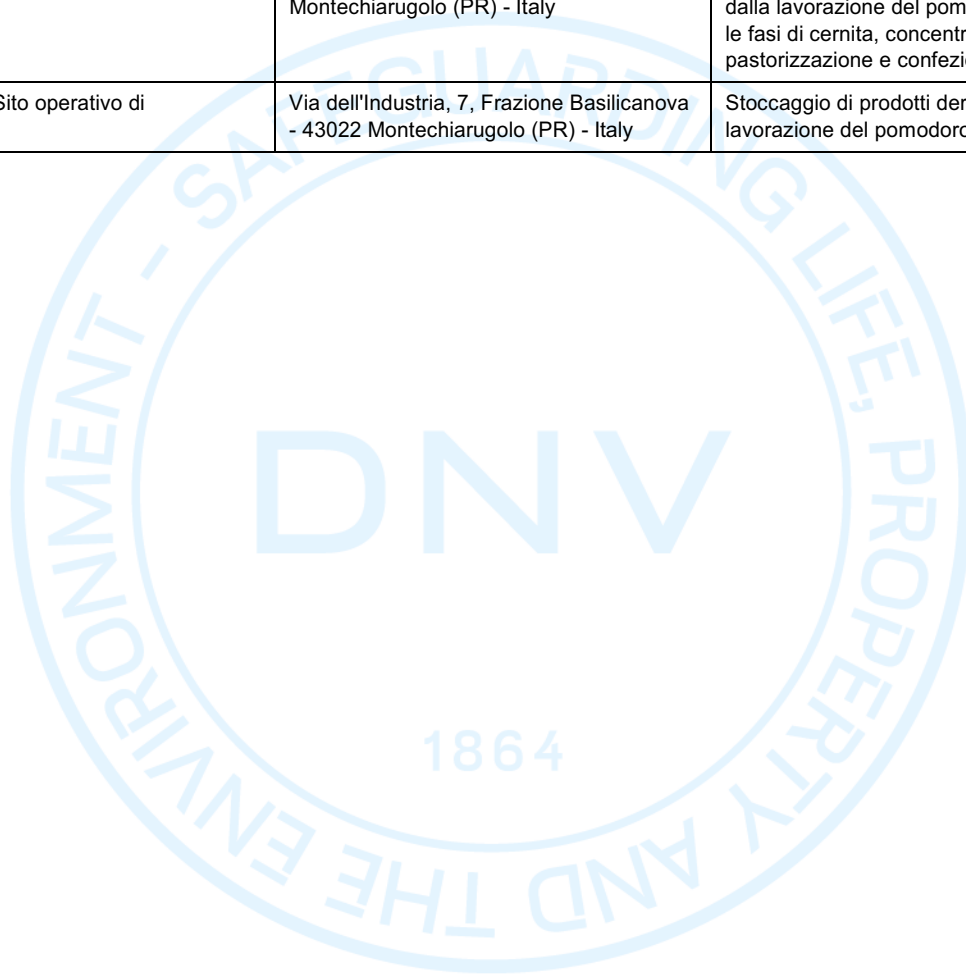 Montechiarugolo (PR) - Italy
dalla lavorazione del pom
le fasi di cernita, concentr
pastorizzazione e confezi
Sito operativo di
Via dell'Industria, 7, Frazione Basilicanova
- 43022 Montechiarugolo (PR) - Italy
Stoccaggio di prodotti der
lavorazione del pomodoro
SAFEGUARDING LIFE, PROPERTY AND THE ENVIRONMENT -
DNV
1864